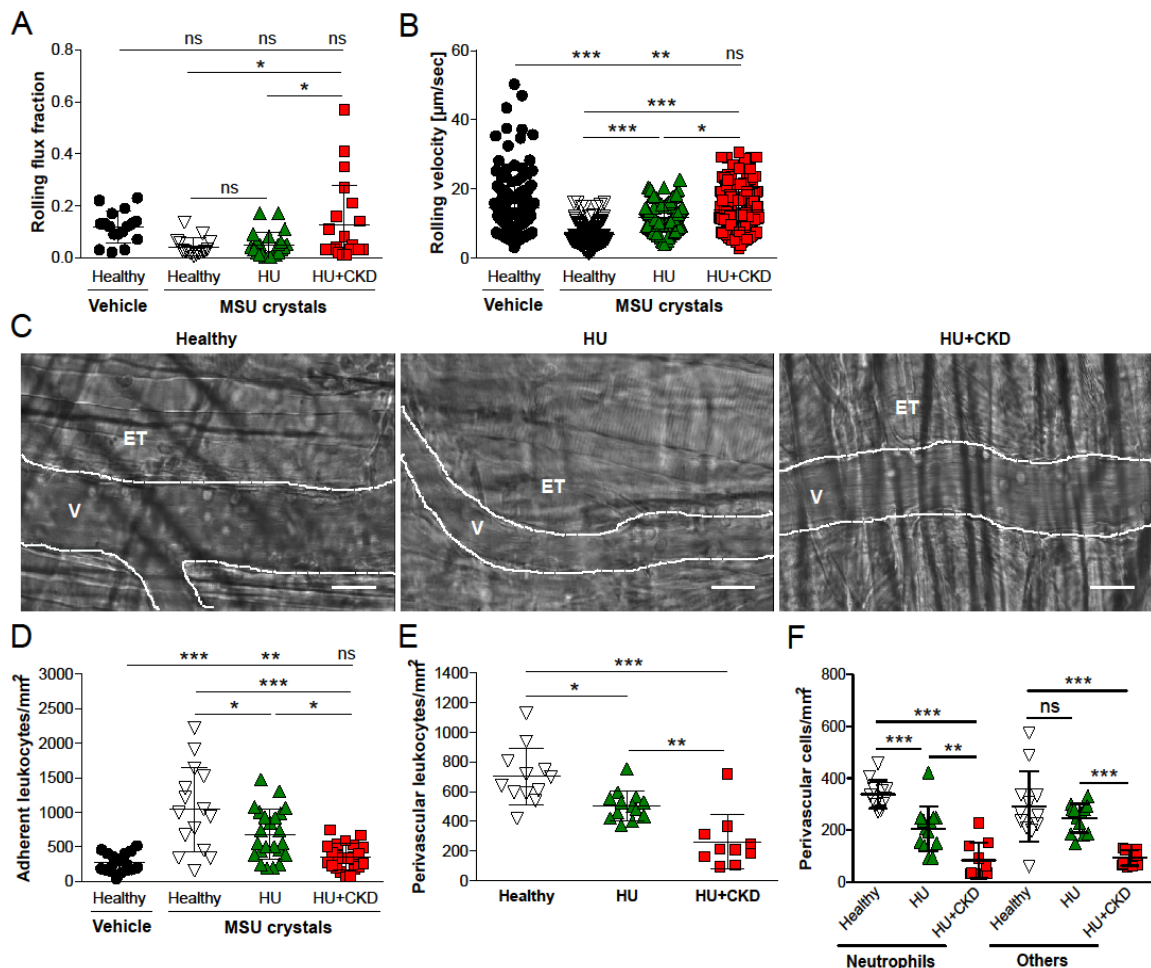 A
ns ns ns
*
*
ns
Rolling flux fraction
0.8
0.6
0.4
0.2
0.0
Healthy Healthy HU HU+CKD
Vehicle MSU crystals
B
*** ** ns
***
*** *
Rolling velocity [µm/sec]
60
40
20
0
Healthy Healthy HU HU+CKD
Vehicle MSU crystals
C
Healthy HU HU+CKD
ET
V
ET
V
ET
V
D
*** ** ns
***
* *
Adherent leukocytes/mm²
3000
2500
2000
1500
1000
500
0
Healthy Healthy HU HU+CKD
Vehicle MSU crystals
E
***
*
**
Perivascular leukocytes/mm²
1400
1200
1000
800
600
400
200
0
Healthy HU HU+CKD
F
*** ***
ns
*** ** ***
Perivascular cells/mm²
800
600
400
200
0
Healthy HU HU+CKD Healthy HU HU+CKD
Neutrophils Others